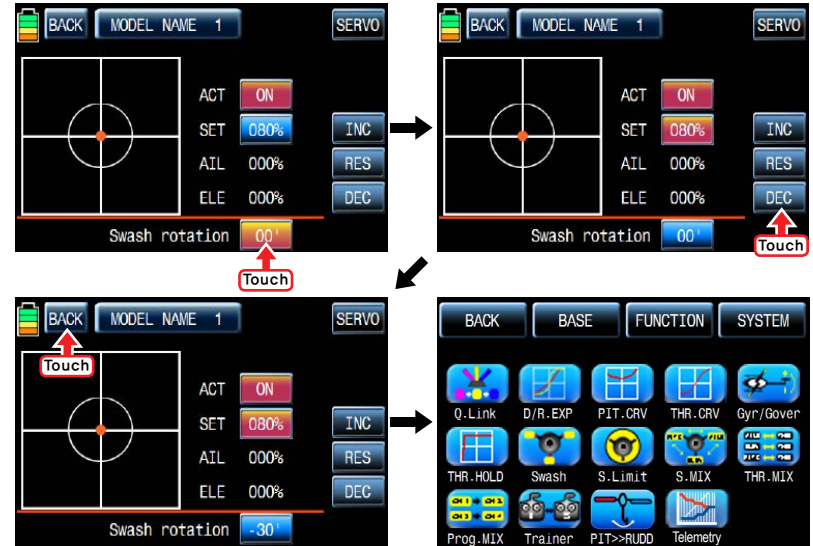 BACK MODEL NAME 1 SERVO
ACT ON
SET 080% INC
AIL 000% RES
ELE 000% DEC
Swash rotation 00'
Touch
BACK MODEL NAME 1 SERVO
ACT ON
SET 080% INC
AIL 000% RES
ELE 000% DEC
Touch
Swash rotation 00'
BACK MODEL NAME 1 SERVO
Touch
ACT ON
SET 080% INC
AIL 000% RES
ELE 000% DEC
Swash rotation -30'
BACK BASE FUNCTION SYSTEM
Q.Link D/R.EXP PIT.CRV THR.CRV Gyr/Gover
THR.HOLD Swash S.Limit S.MIX THR.MIX
CH1 CH2
CH3 CH4
Prog.MIX Trainer PIT>>RUDD Telemetry